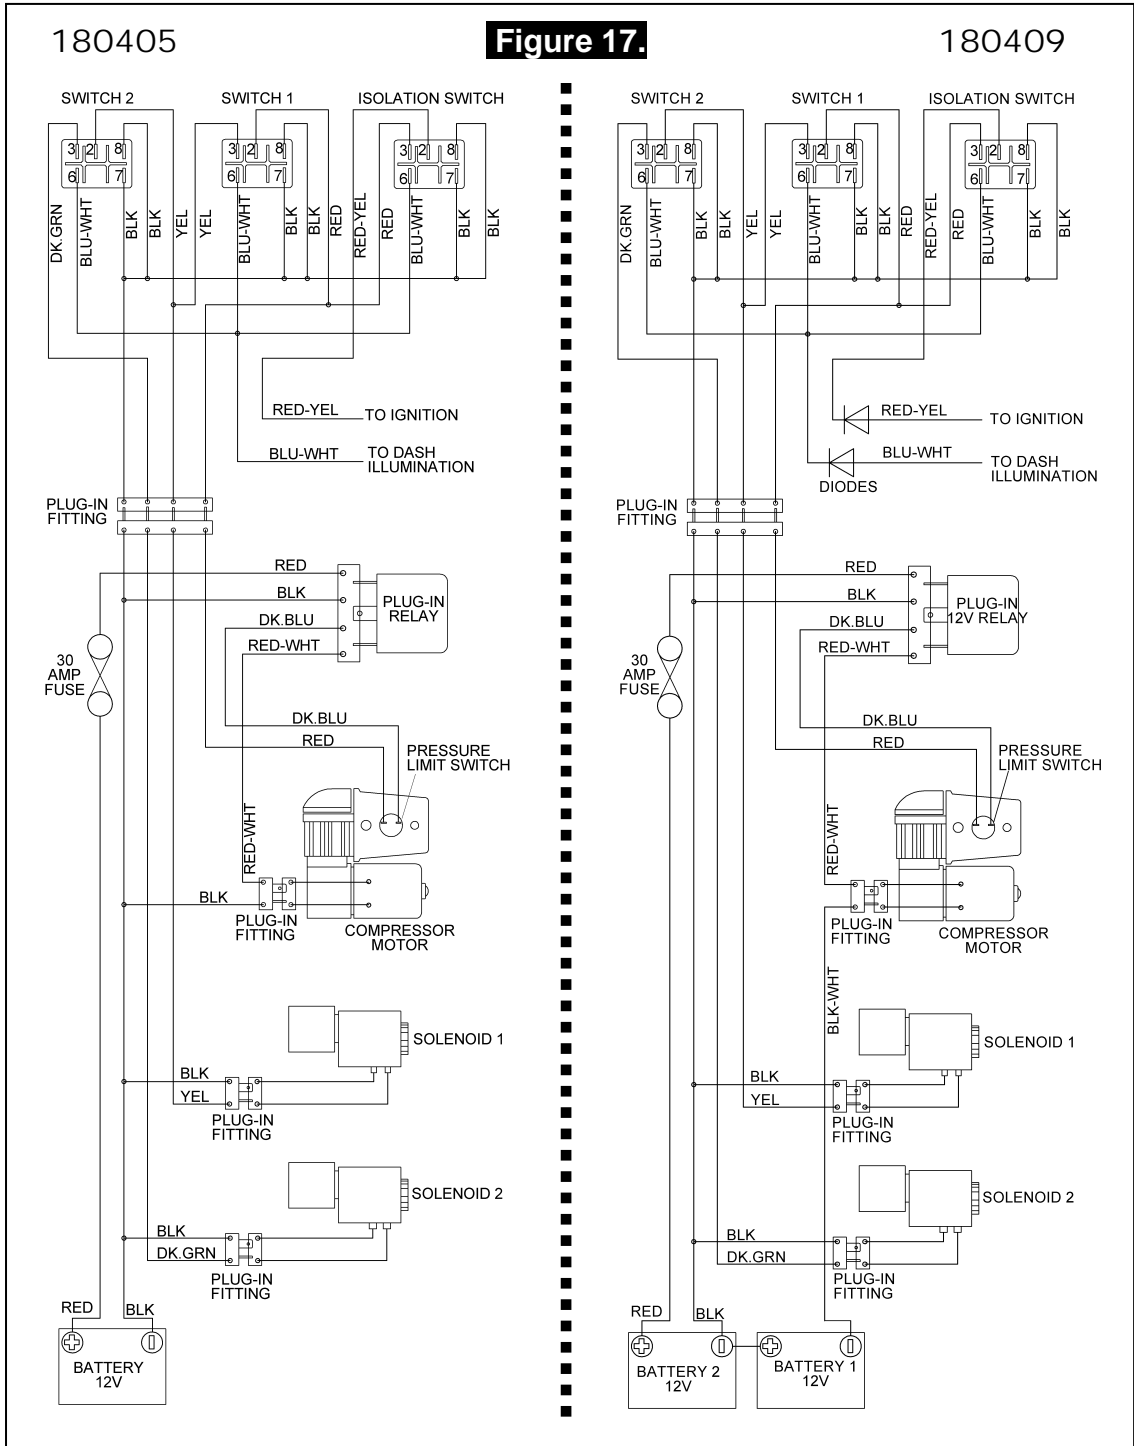 180405
Figure 17.
180409
SWITCH 2
SWITCH 1
ISOLATION SWITCH
3 2 8
6 7
3 2 8
6 7
3 2 8
6 7
DK.GRN
BLU-WHT
BLK
BLK
YEL
YEL
BLU-WHT
BLK
BLK
RED
RED-YEL
RED
BLU-WHT
BLK
BLK
RED-YEL
TO IGNITION
BLU-WHT
TO DASH
ILLUMINATION
PLUG-IN
FITTING
RED
BLK
DK.BLU
RED-WHT
PLUG-IN
RELAY
30
AMP
FUSE
DK.BLU
RED
PRESSURE
LIMIT SWITCH
RED-WHT
BLK
PLUG-IN
FITTING
COMPRESSOR
MOTOR
SOLENOID 1
BLK
YEL
PLUG-IN
FITTING
SOLENOID 2
BLK
DK.GRN
PLUG-IN
FITTING
RED
BLK
BATTERY
12V
SWITCH 2
SWITCH 1
ISOLATION SWITCH
3 2 8
6 7
3 2 8
6 7
3 2 8
6 7
DK.GRN
BLU-WHT
BLK
BLK
YEL
YEL
BLU-WHT
BLK
BLK
RED
RED-YEL
RED
BLU-WHT
BLK
BLK
RED-YEL
TO IGNITION
BLU-WHT
TO DASH
ILLUMINATION
DIODES
PLUG-IN
FITTING
RED
BLK
DK.BLU
RED-WHT
PLUG-IN
12V RELAY
30
AMP
FUSE
DK.BLU
RED
PRESSURE
LIMIT SWITCH
RED-WHT
PLUG-IN
FITTING
COMPRESSOR
MOTOR
BLK-WHT
SOLENOID 1
BLK
YEL
PLUG-IN
FITTING
SOLENOID 2
BLK
DK.GRN
PLUG-IN
FITTING
RED
BLK
BATTERY 2
12V
BATTERY 1
12V